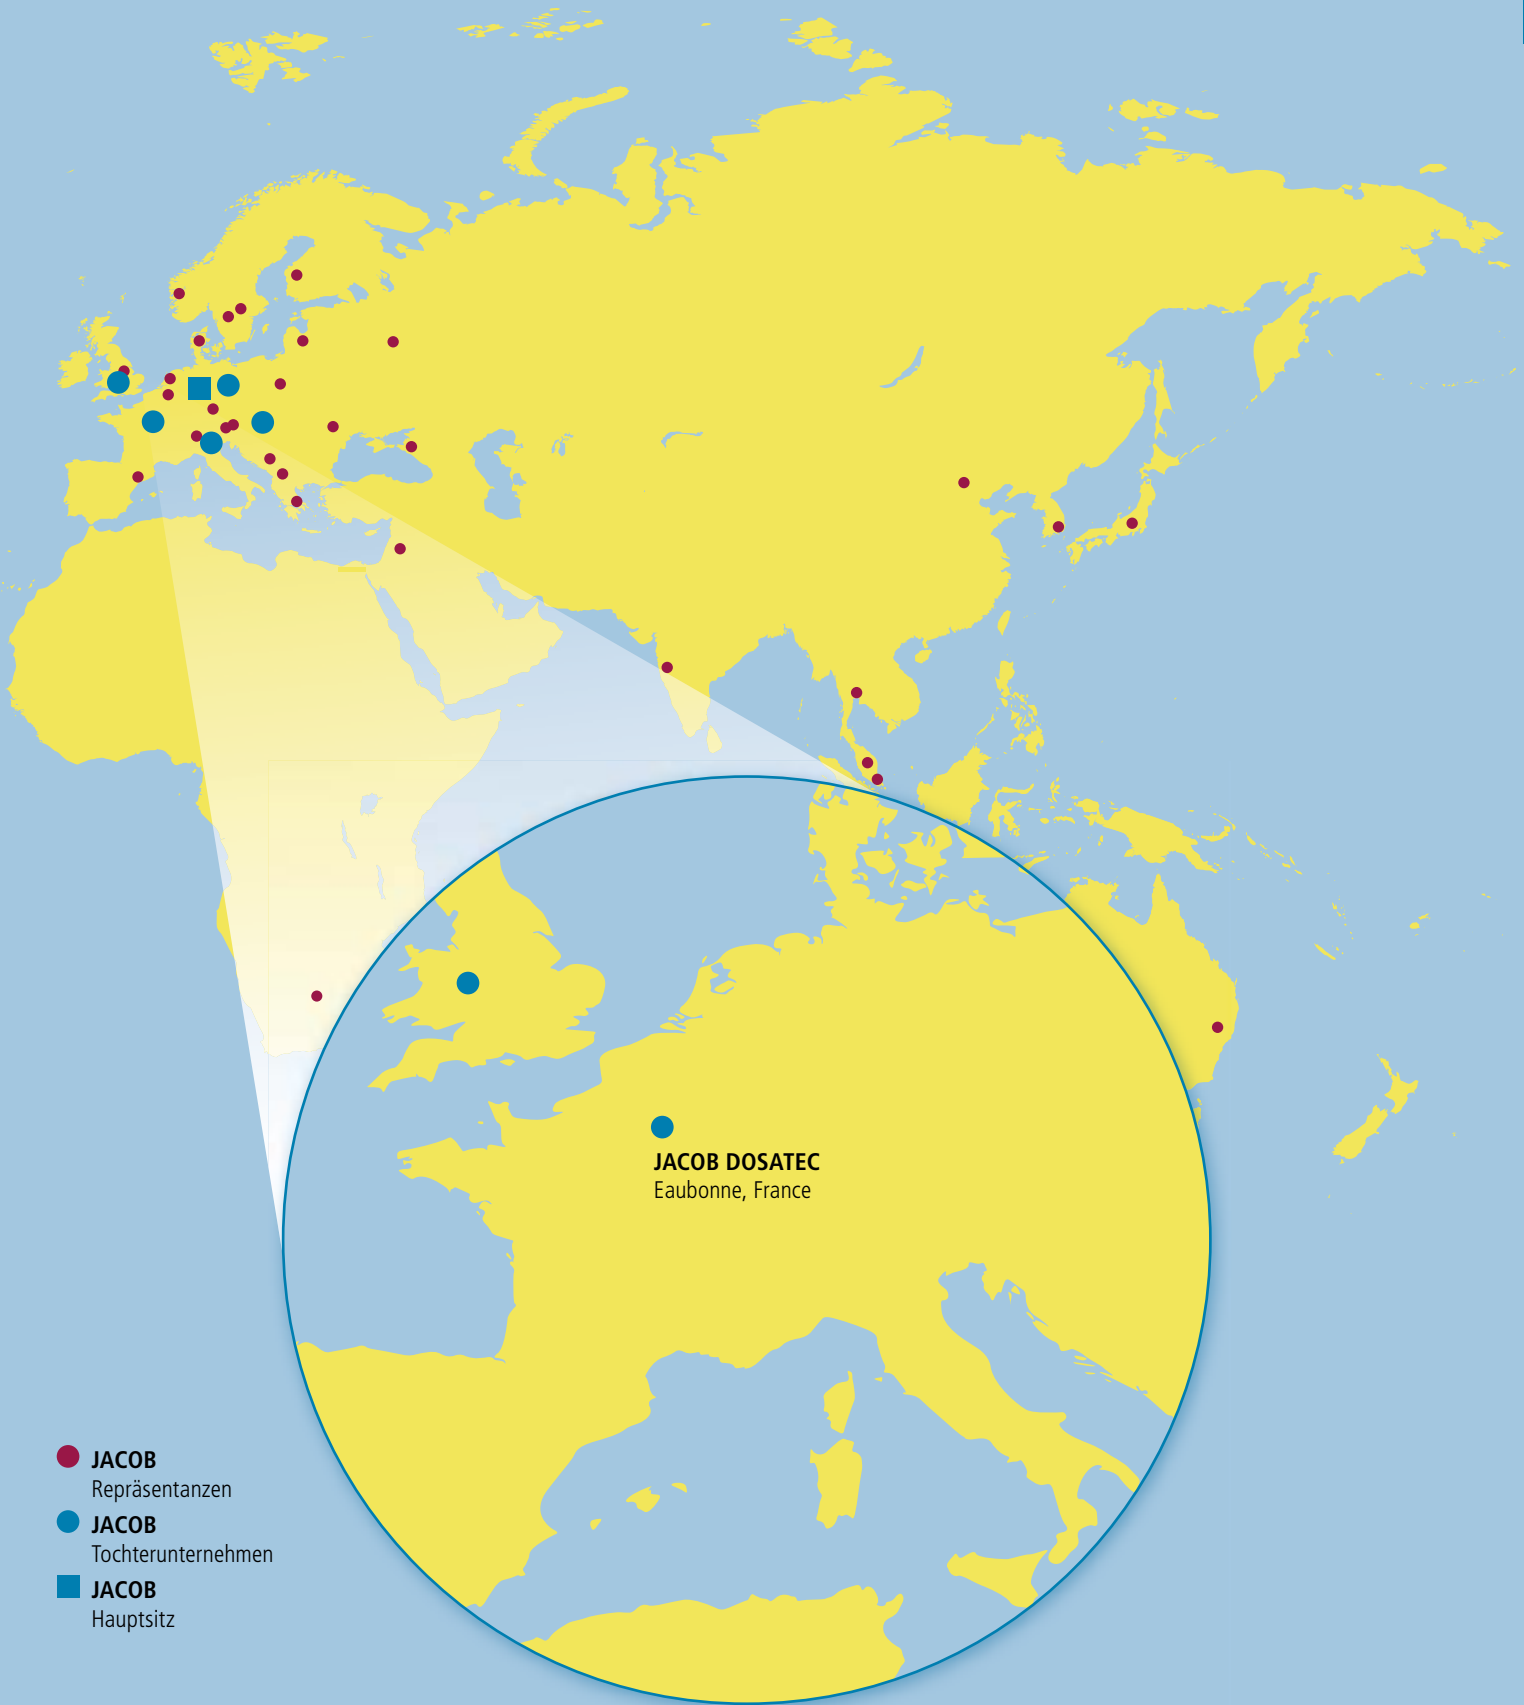 JACOB DOSATEC
Eaubonne, France
JACOB
Repräsentanzen
JACOB
Tochterunternehmen
JACOB
Hauptsitz